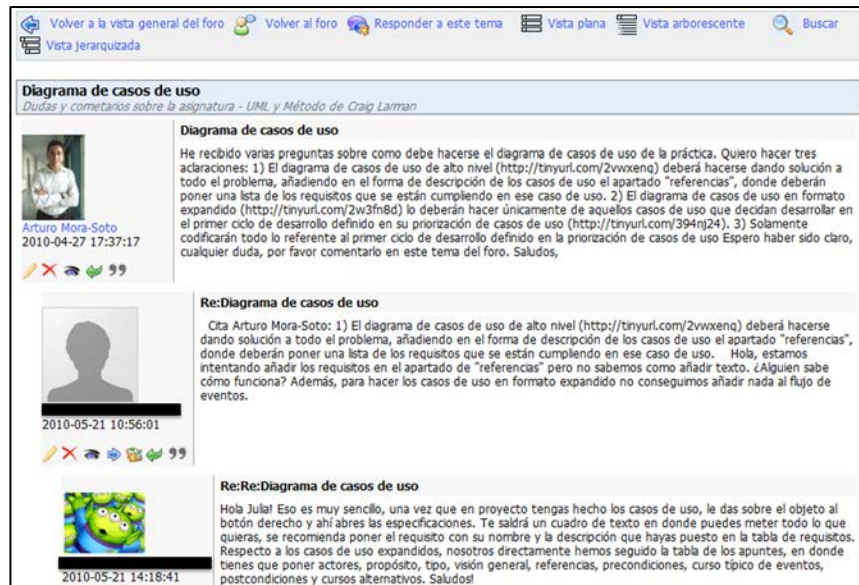 Volver a la vista general del foro Volver al foro Responder a este tema Vista plana Vista arborescente Buscar
Vista jerarquizada
Diagrama de casos de uso
Dudas y cometarios sobre la asignatura - UML y Método de Craig Larman
Diagrama de casos de uso
He recibido varias preguntas sobre como debe hacerse el diagrama de casos de uso de la práctica. Quiero hacer tres
aclaraciones: 1) El diagrama de casos de uso de alto nivel (http://tinyurl.com/2vwxenq) deberá hacerse dando solución a
todo el problema, añadiendo en el forma de descripción de los casos de uso el apartado "referencias", donde deberán
poner una lista de los requisitos que se están cumpliendo en ese caso de uso. 2) El diagrama de casos de uso en formato
expandido (http://tinyurl.com/2w3fn8d) lo deberán hacer únicamente de aquellos casos de uso que decidan desarrollar en
el primer ciclo de desarrollo definido en su priorización de casos de uso (http://tinyurl.com/394nj24). 3) Solamente
codificarán todo lo referente al primer ciclo de desarrollo definido en la priorización de casos de uso Espero haber sido claro,
cualquier duda, por favor comentarlo en este tema del foro. Saludos,
Arturo Mora-Soto
2010-04-27 17:37:17
Re:Diagrama de casos de uso
Cita Arturo Mora-Soto: 1) El diagrama de casos de uso de alto nivel (http://tinyurl.com/2vwxenq) deberá hacerse
dando solución a todo el problema, añadiendo en el forma de descripción de los casos de uso el apartado "referencias",
donde deberán poner una lista de los requisitos que se están cumpliendo en ese caso de uso. Hola, estamos
intentando añadir los requisitos en el apartado de "referencias" pero no sabemos como añadir texto. ¿Alguien sabe
cómo funciona? Además, para hacer los casos de uso en formato expandido no conseguimos añadir nada al flujo de
eventos.
2010-05-21 10:56:01
Re:Re:Diagrama de casos de uso
Hola Julia! Eso es muy sencillo, una vez que en proyecto tengas hecho los casos de uso, le das sobre el objeto al
botón derecho y ahí abres las especificaciones. Te saldrá un cuadro de texto en donde puedes meter todo lo que
quieras, se recomienda poner el requisito con su nombre y la descripción que hayas puesto en la tabla de requisitos.
Respecto a los casos de uso expandidos, nosotros directamente hemos seguido la tabla de los apuntes, en donde
tienes que poner actores, propósito, tipo, visión general, referencias, precondiciones, curso típico de eventos,
postcondiciones y cursos alternativos. Saludos!
2010-05-21 14:18:41